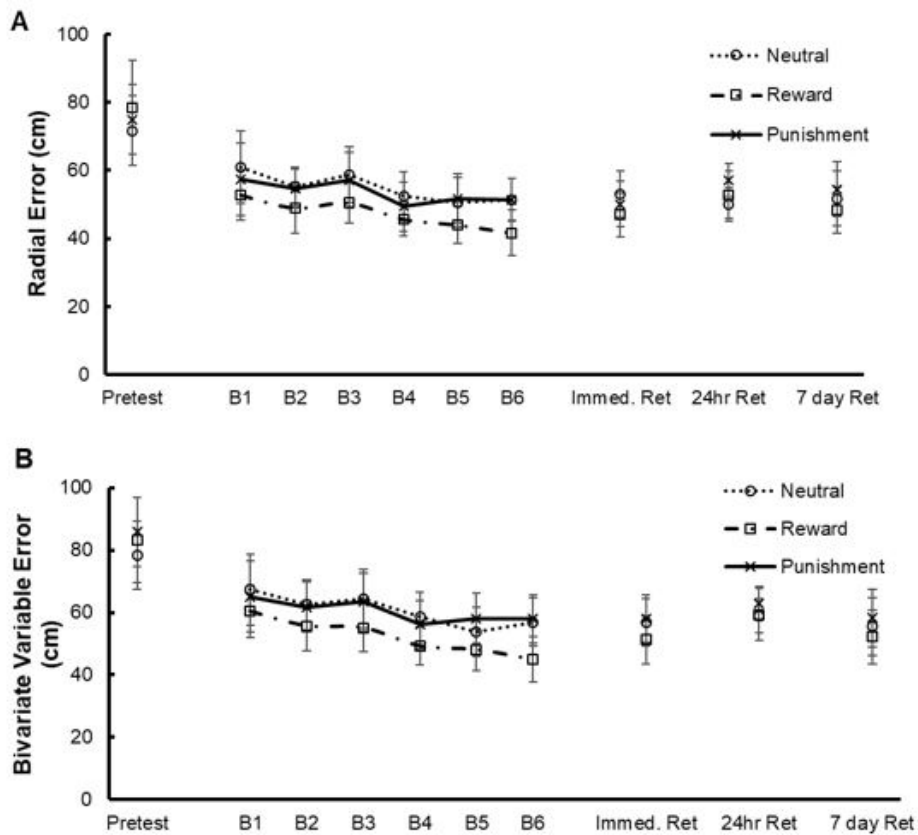 A
100
80
60
40
20
0
Radial Error (cm)
Neutral
Reward
Punishment
Pretest B1 B2 B3 B4 B5 B6 Immed. Ret 24hr Ret 7 day Ret
B
100
80
60
40
20
0
Bivariate Variable Error
(cm)
Neutral
Reward
Punishment
Pretest B1 B2 B3 B4 B5 B6 Immed. Ret 24hr Ret 7 day Ret